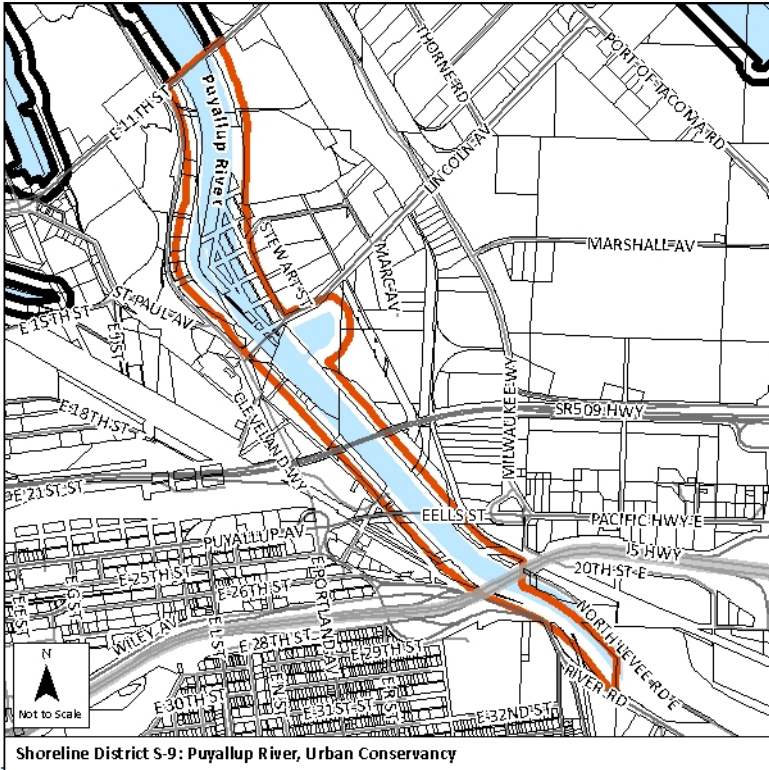 THORNE RD
PORT OF TACOMA RD
E 11TH ST
Puyallup River
LINCOLN AV
STEWART ST
MARC AV
MARSHALL AV
ST PAUL AV
E 15TH ST
CLEVELAND WY
E 18TH ST
MILWAUKEE WY
SR509 HWY
E 21ST ST
EELLS ST
PACIFIC HWY E
PUYALLUP AV
I5 HWY
20TH ST E
E 25TH ST
E 26TH ST
E PORTLAND AV
E G ST
WILEY AV
E L ST
E 28TH ST
E 29TH ST
NORTH LEVEE RD E
RIVER RD
N
Not to Scale
E 30TH ST
E N ST
E 31ST ST
E R ST
E 32ND ST
Shoreline District S-9: Puyallup River, Urban Conservancy